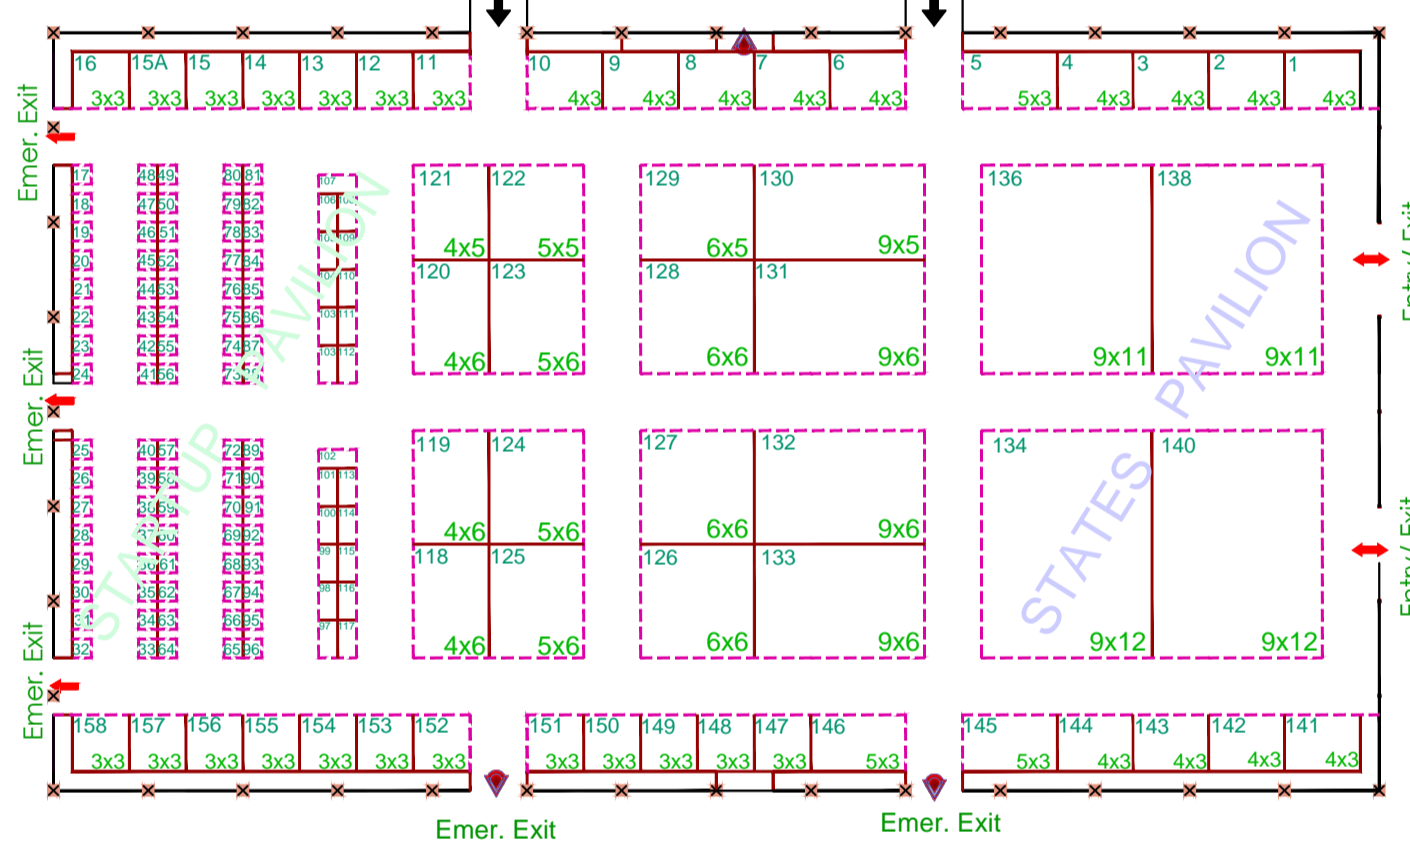 16 15A 15 14 13 12 11 10 9 8 7 6 5 4 3 2 1
3x3 3x3 3x3 3x3 3x3 3x3 3x3 4x3 4x3 4x3 4x3 4x3 5x3 4x3 4x3 4x3 4x3
Emer. Exit
17 48 49 80 81 107
18 47 50 79 82 106
19 46 51 78 83 109
20 45 52 77 84 110
21 44 53 76 85
22 43 54 75 86 103 111
23 42 55 74 87 103 112
24 41 56
STARTUP PAVILION
121 122 129 130 136 138
4x5 5x5 6x5 9x5
120 123 128 131
4x6 5x6 6x6 9x6 9x11 9x11
STATES PAVILION
Entry/ Exit
Emer. Exit
25 40 57 72 89 102
26 39 58 71 90 101 113
27 38 59 70 91 100 114
28 37 60 69 92
29 36 61 68 93 99 115
30 35 62 67 94 98 116
31 34 63 66 95 97 117
32 33 64 65 96
119 124 127 132 134 140
4x6 5x6 6x6 9x6
118 125 126 133
4x6 5x6 6x6 9x6 9x12 9x12
Entry/ Exit
Emer. Exit
158 157 156 155 154 153 152 151 150 149 148 147 146 145 144 143 142 141
3x3 3x3 3x3 3x3 3x3 3x3 3x3 3x3 3x3 3x3 3x3 3x3 5x3 5x3 4x3 4x3 4x3 4x3
Emer. Exit
Emer. Exit